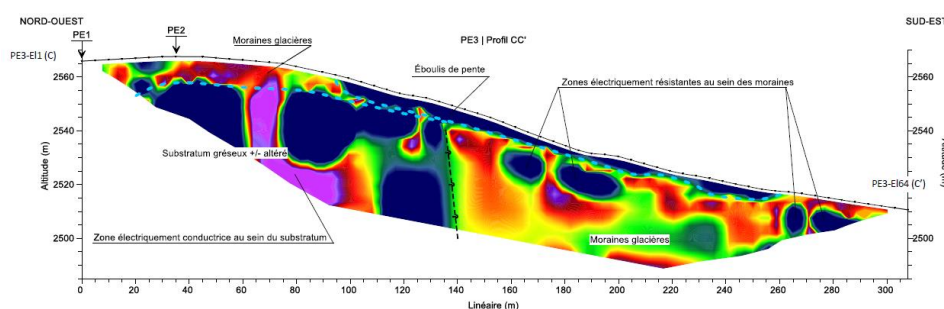 NORD-OUEST
SUD-EST
PE1
PE2
PE3 | Profil CC'
PE3-El1 (C)
Moraines glacières
Éboulis de pente
Zones électriquement résistantes au sein des moraines
2560
2560
2540
2540
Substratum gréseux +/- altéré
PE3-El64 (C')
Altitude (m)
2520
2520
Zone électriquement conductrice au sein du substratum
Moraines glacières
2500
2500
0
20
40
60
80
100
120
140
160
180
200
220
240
260
280
300
Linéaire (m)